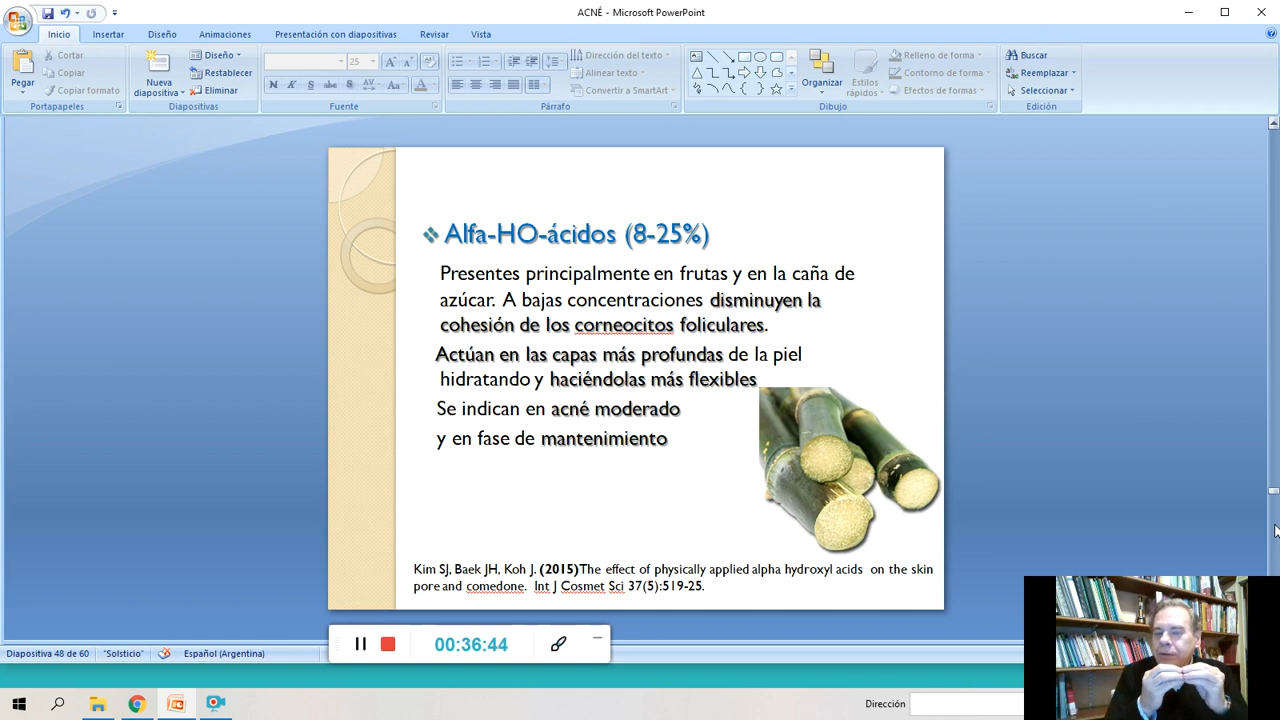 ACNÉ - Microsoft PowerPoint
Inicio Insertar Diseño Animaciones Presentación con diapositivas Revisar Vista
Pegar
Cortar
Copiar
Copiar formato
Portapapeles
Nueva
diapositiva
Diseño
Restablecer
Eliminar
Diapositivas
25
N K S abc S AV Aa A
Fuente
Dirección del texto
Alinear texto
Convertir a SmartArt
Párrafo
Organizar
Estilos
rápidos
Relleno de forma
Contorno de forma
Efectos de formas
Dibujo
Buscar
Reemplazar
Seleccionar
Edición
Alfa-HO-ácidos (8-25%)
Presentes principalmente en frutas y en la caña de
azúcar. A bajas concentraciones disminuyen la
cohesión de los corneocitos foliculares.
Actúan en las capas más profundas de la piel
hidratando y haciéndolas más flexibles
Se indican en acné moderado
y en fase de mantenimiento
Kim SJ, Baek JH, Koh J. (2015)The effect of physically applied alpha hydroxyl acids on the skin
pore and comedone. Int J Cosmet Sci 37(5):519-25.
00:36:44
Diapositiva 48 de 60 "Solsticio" Español (Argentina)
Dirección